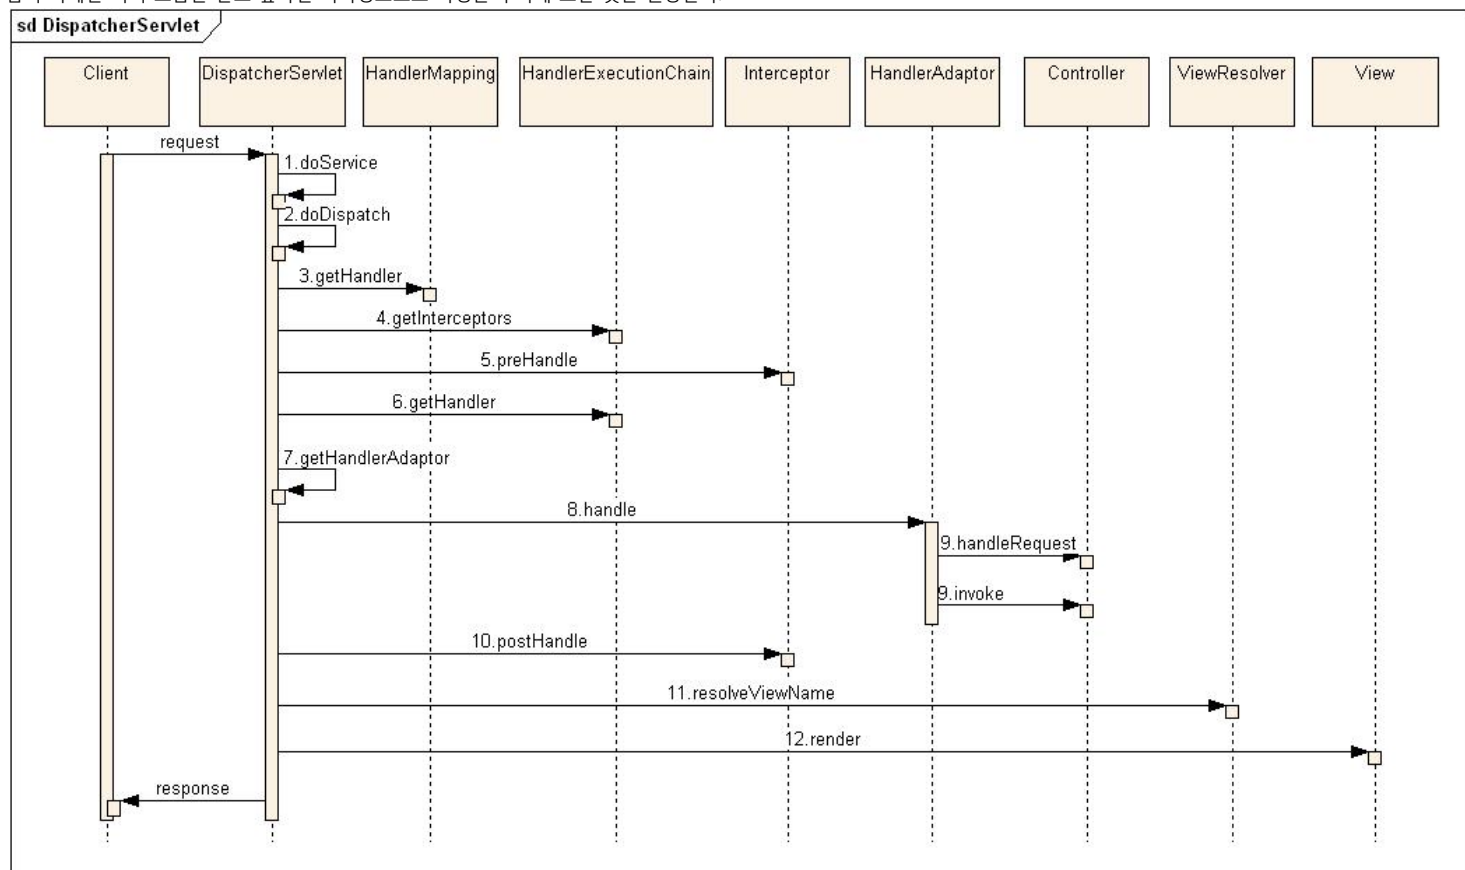 sd DispatcherServlet
Client
DispatcherServlet
HandlerMapping
HandlerExecutionChain
Interceptor
HandlerAdaptor
Controller
ViewResolver
View
request
1.doService
2.doDispatch
3.getHandler
4.getInterceptors
5.preHandle
6.getHandler
7.getHandlerAdaptor
8.handle
9.handleRequest
9.invoke
10.postHandle
11.resolveViewName
12.render
response